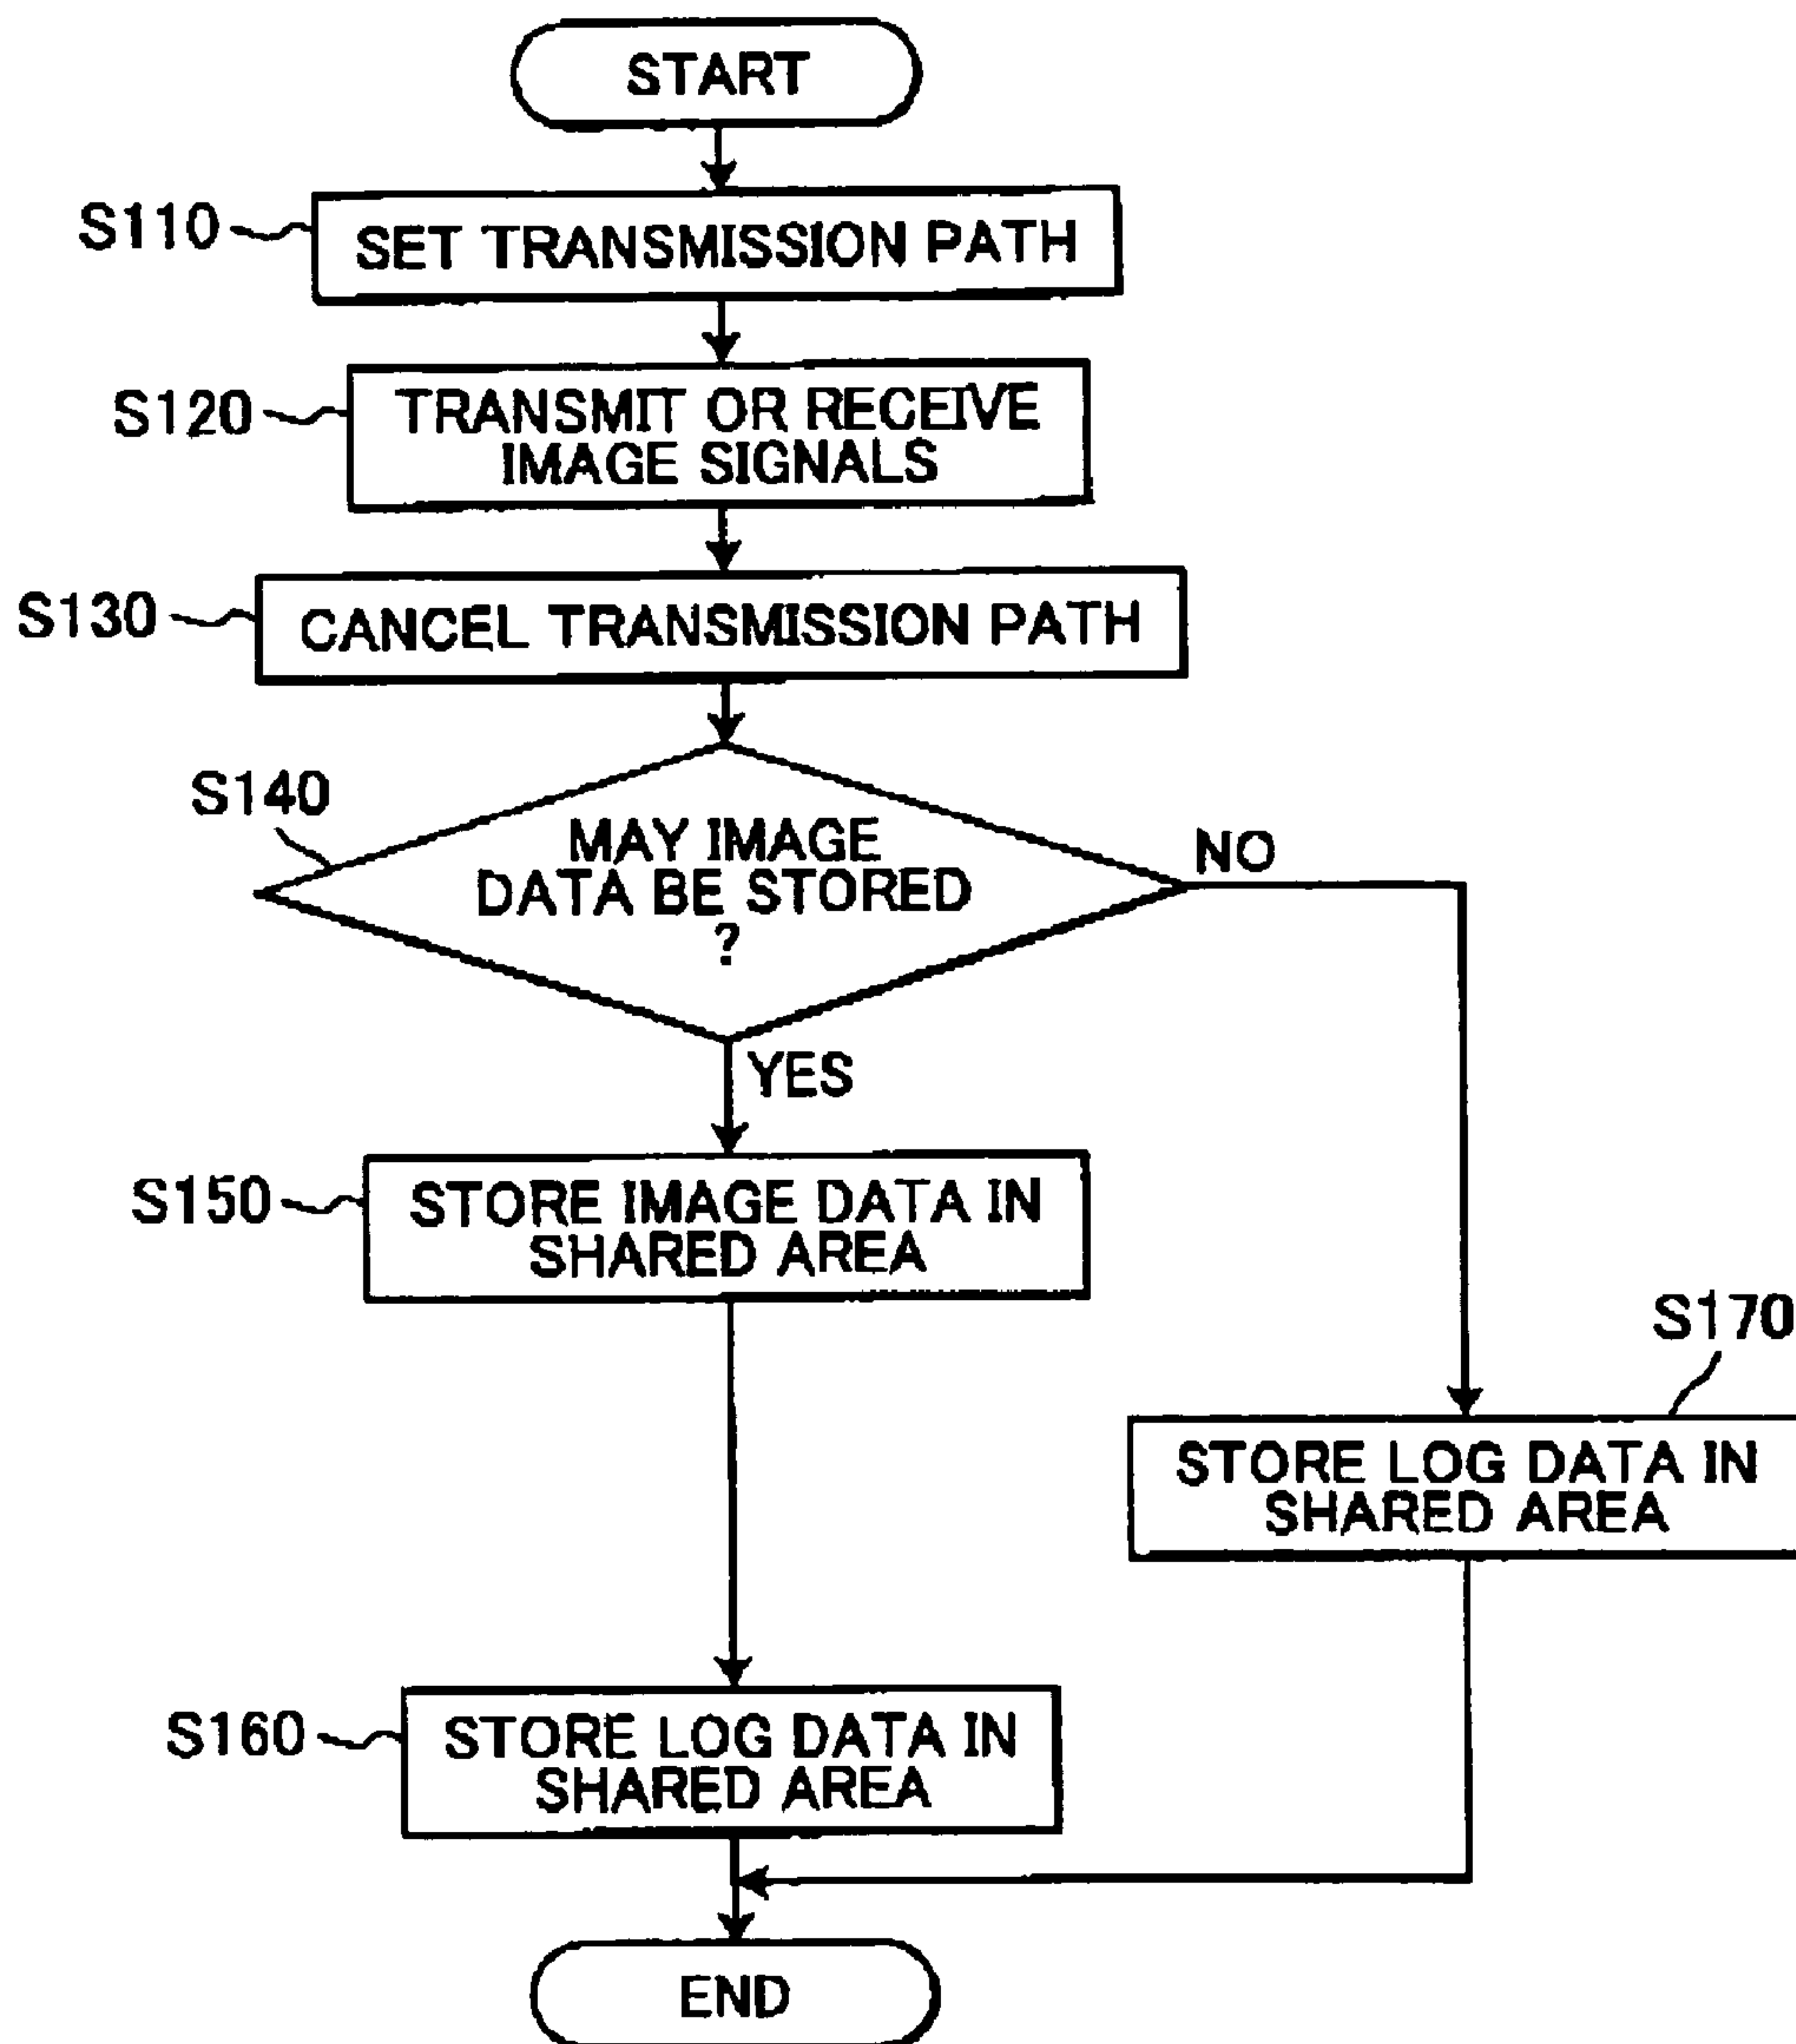 START
S110
SET TRANSMISSION PATH
S120
TRANSMIT OR RECEIVE
IMAGE SIGNALS
S130
CANCEL TRANSMISSION PATH
S140
MAY IMAGE
DATA BE STORED
?
NO
YES
S150
STORE IMAGE DATA IN
SHARED AREA
S170
STORE LOG DATA IN
SHARED AREA
S160
STORE LOG DATA IN
SHARED AREA
END